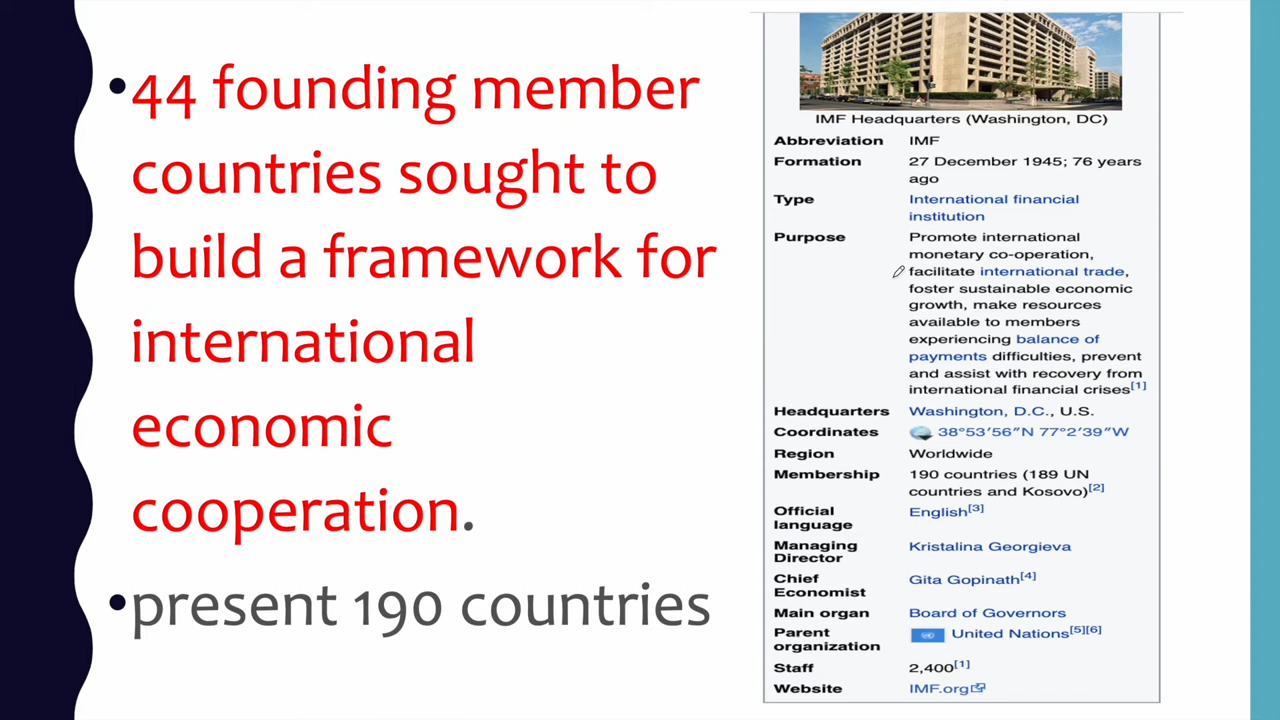 •44 founding member
countries sought to
build a framework for
international
economic
cooperation.
•present 190 countries
IMF Headquarters (Washington, DC)
Abbreviation IMF
Formation 27 December 1945; 76 years
ago
Type International financial
institution
Purpose Promote international
monetary co-operation,
facilitate international trade,
foster sustainable economic
growth, make resources
available to members
experiencing balance of
payments difficulties, prevent
and assist with recovery from
international financial crises[1]
Headquarters Washington, D.C., U.S.
Coordinates 38°53′56″N 77°2′39″W
Region Worldwide
Membership 190 countries (189 UN
countries and Kosovo)[2]
Official
language English[3]
Managing
Director Kristalina Georgieva
Chief
Economist Gita Gopinath[4]
Main organ Board of Governors
Parent
organization United Nations[5][6]
Staff 2,400[1]
Website IMF.org